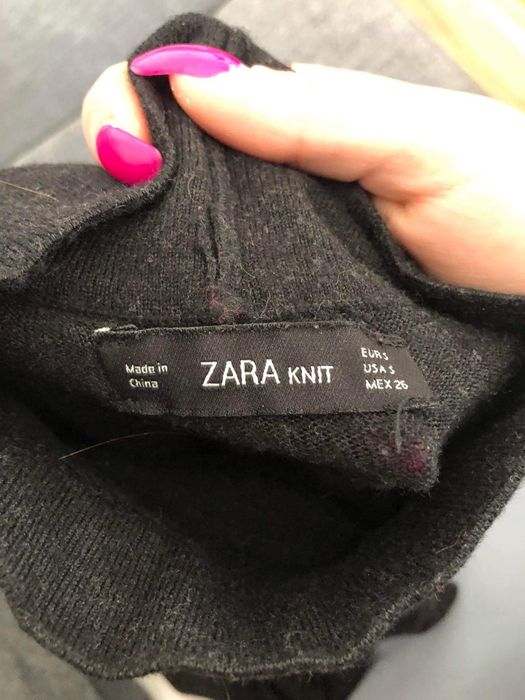 Made in
China
ZARA KNIT
EUR S
USA S
MEX 26